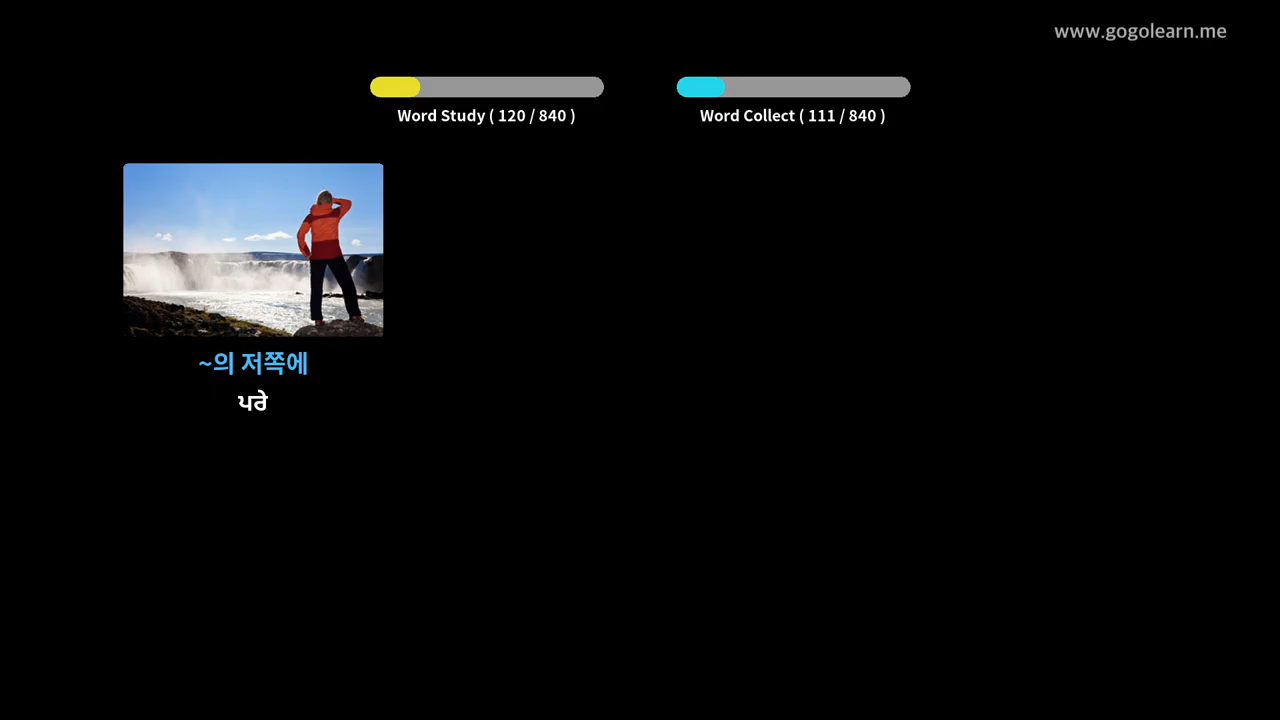 www.gogolearn.me
Word Study ( 120 / 840 )
Word Collect ( 111 / 840 )
~의 저쪽에
ਪਰੇ